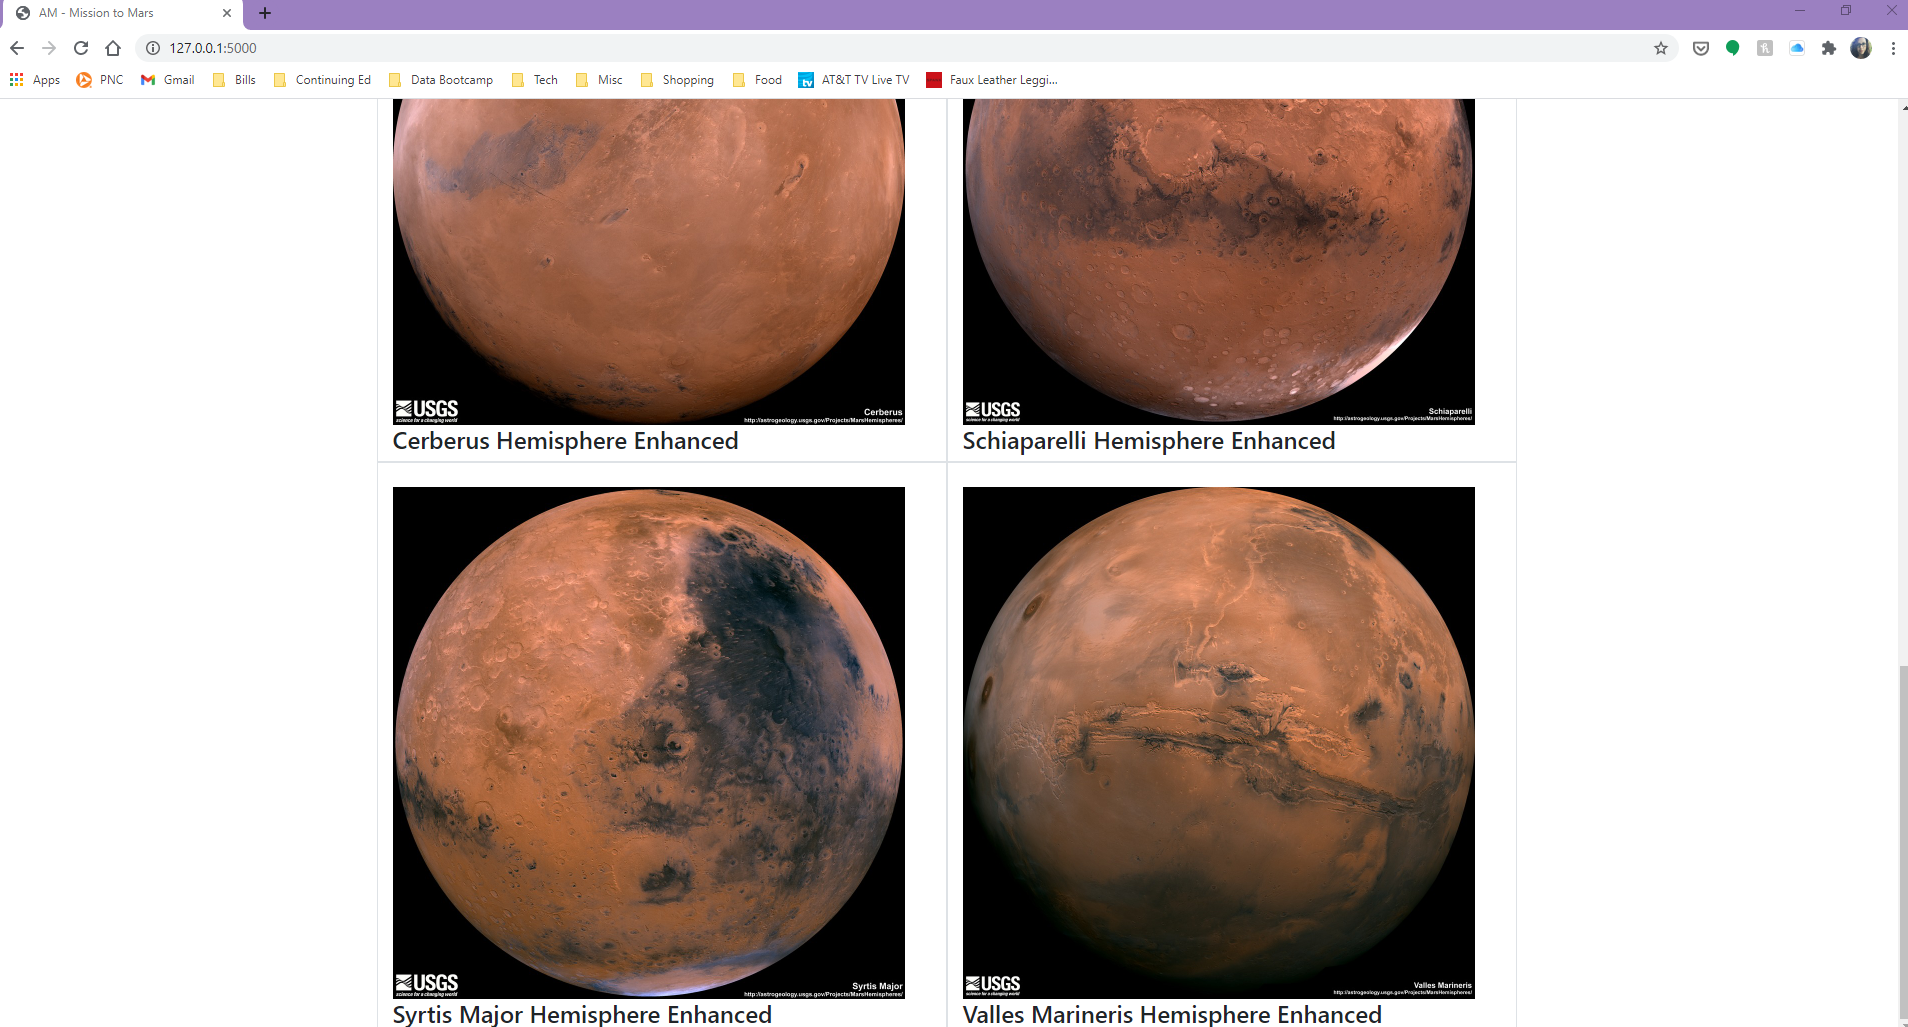 AM - Mission to Mars
127.0.0.1:5000
Apps PNC Gmail Bills Continuing Ed Data Bootcamp Tech Misc Shopping Food tv AT&T TV Live TV Faux Leather Leggi...
USGS
science for a changing world
Cerberus
http://astrogeology.usgs.gov/Projects/MarsHemispheres/
Cerberus Hemisphere Enhanced
USGS
science for a changing world
Schiaparelli
http://astrogeology.usgs.gov/Projects/MarsHemispheres/
Schiaparelli Hemisphere Enhanced
USGS
science for a changing world
Syrtis Major
http://astrogeology.usgs.gov/Projects/MarsHemispheres/
Syrtis Major Hemisphere Enhanced
USGS
science for a changing world
Valles Marineris
http://astrogeology.usgs.gov/Projects/MarsHemispheres/
Valles Marineris Hemisphere Enhanced